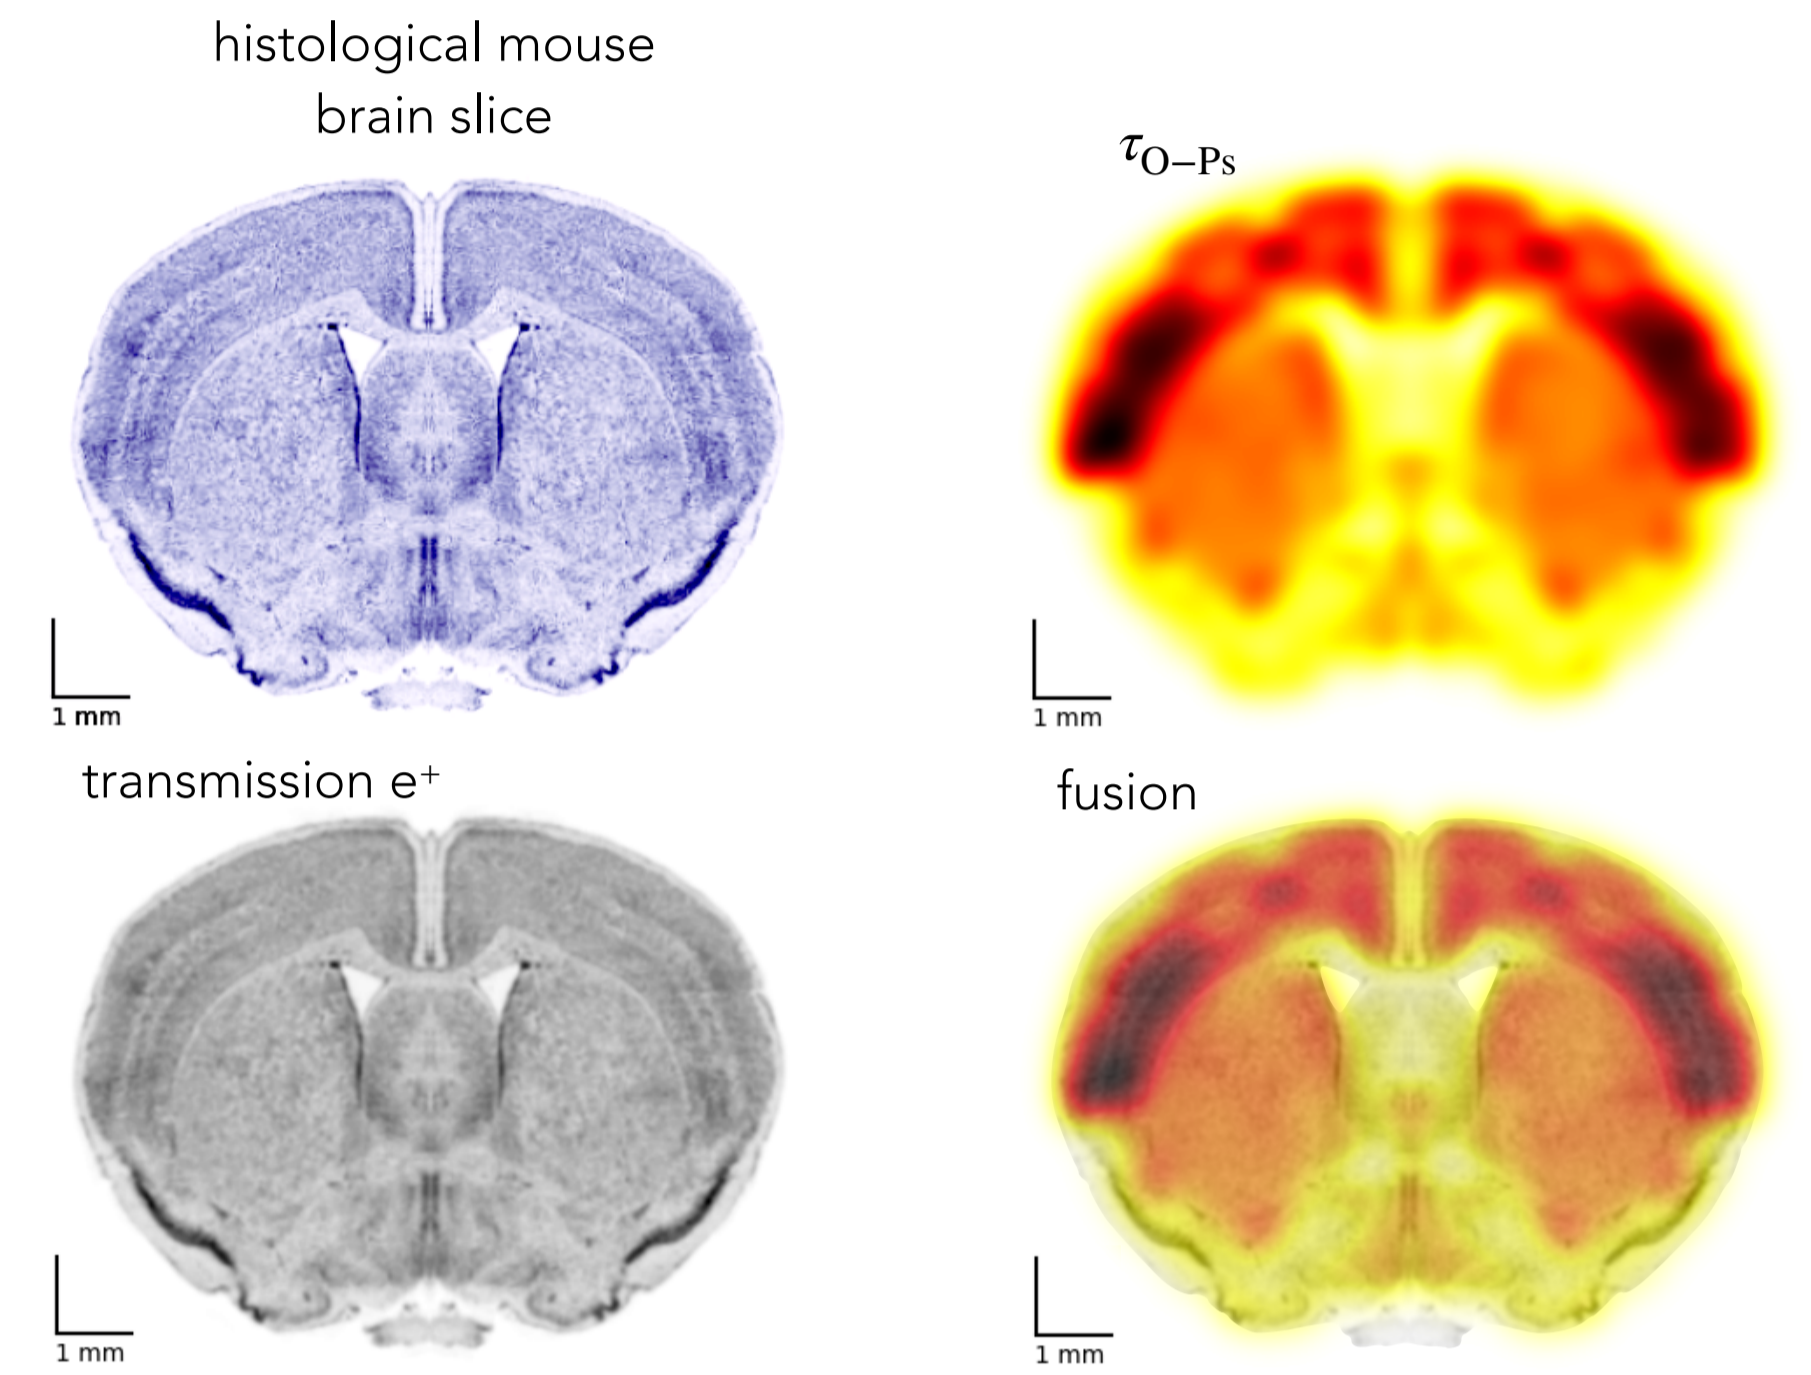 histological mouse
brain slice
τO–Ps
1 mm
1 mm
transmission e⁺
fusion
1 mm
1 mm